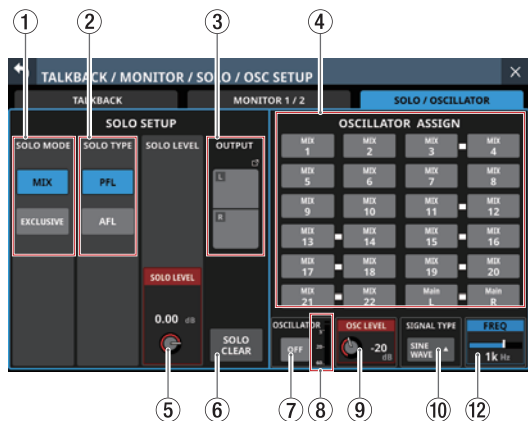 ① ② ③ ④
TALKBACK / MONITOR / SOLO / OSC SETUP
TALKBACK MONITOR 1 / 2 SOLO / OSCILLATOR
SOLO SETUP
SOLO MODE SOLO TYPE SOLO LEVEL OUTPUT
MIX PFL L
EXCLUSIVE AFL R
SOLO LEVEL
0.00 dB
SOLO
CLEAR
OSCILLATOR ASSIGN
MIX 1 MIX 2 MIX 3 MIX 4
MIX 5 MIX 6 MIX 7 MIX 8
MIX 9 MIX 10 MIX 11 MIX 12
MIX 13 MIX 14 MIX 15 MIX 16
MIX 17 MIX 18 MIX 19 MIX 20
MIX 21 MIX 22 Main L Main R
OSCILLATOR OSC LEVEL SIGNAL TYPE FREQ
OFF -20 dB SINE WAVE 1k Hz
⑤ ⑥ ⑦ ⑧ ⑨ ⑩ ⑫